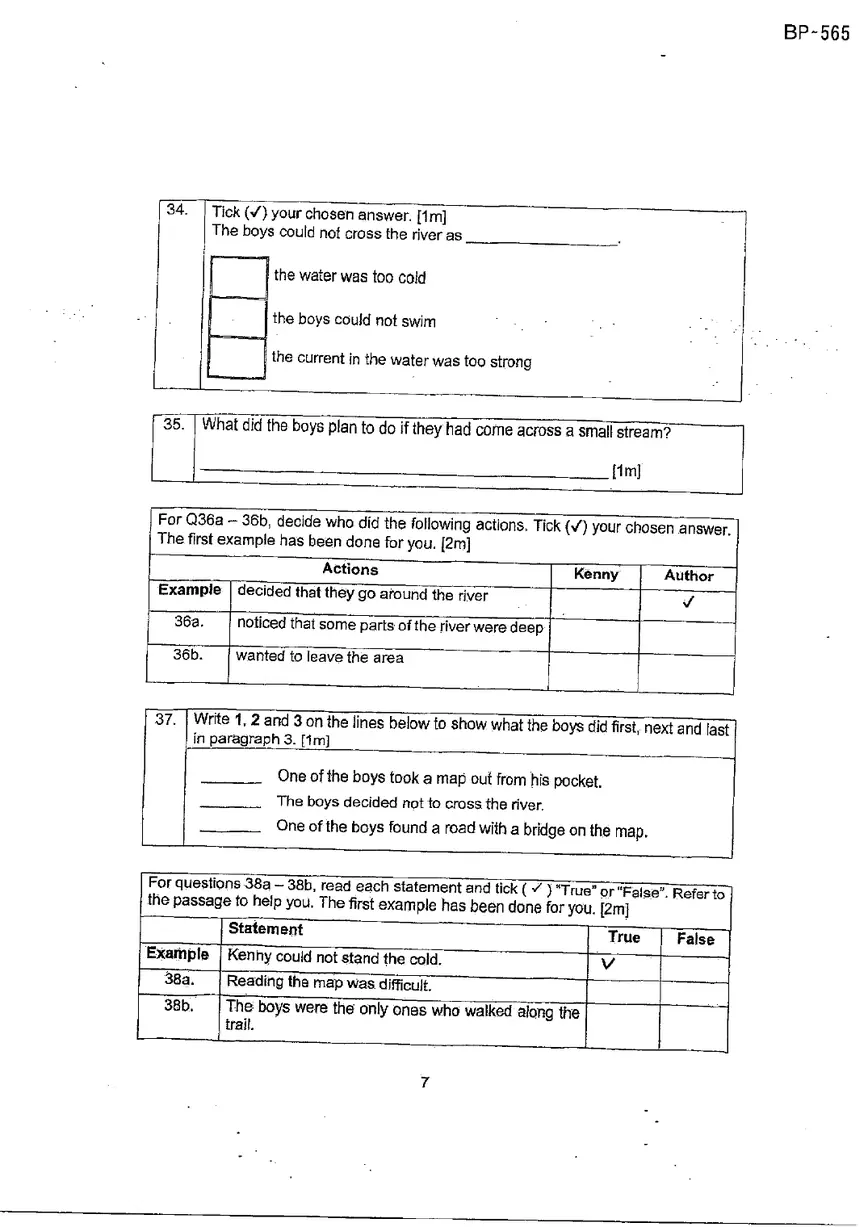 BP-565
34. Tick (✓) your chosen answer. [1m]
The boys could not cross the river as ____________________.
the water was too cold
the boys could not swim
the current in the water was too strong
35. What did the boys plan to do if they had come across a small stream?
____________________ [1m]
For Q36a – 36b, decide who did the following actions. Tick (✓) your chosen answer.
The first example has been done for you. [2m]
Actions Kenny Author
Example decided that they go around the river ✓
36a. noticed that some parts of the river were deep
36b. wanted to leave the area
37. Write 1, 2 and 3 on the lines below to show what the boys did first, next and last
in paragraph 3. [1m]
_______ One of the boys took a map out from his pocket.
_______ The boys decided not to cross the river.
_______ One of the boys found a road with a bridge on the map.
For questions 38a – 38b, read each statement and tick ( ✓ ) "True" or "False". Refer to
the passage to help you. The first example has been done for you. [2m]
Statement True False
Example Kenny could not stand the cold. ✓
38a. Reading the map was difficult.
38b. The boys were the only ones who walked along the
trail.
7